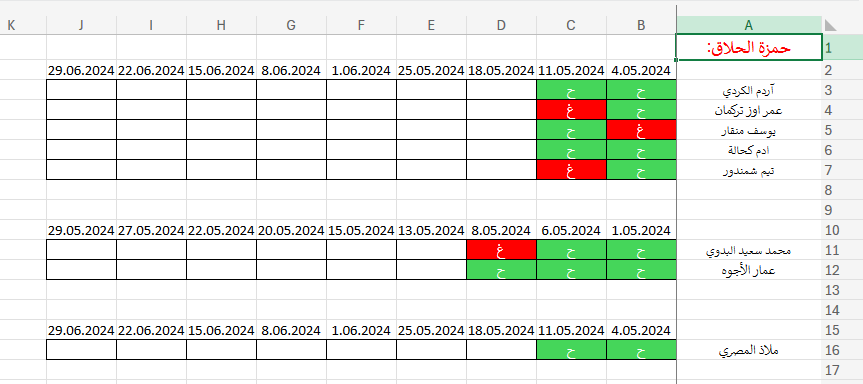 A B C D E F G H I J K
1 حمزة الحلاق:
2 4.05.2024 11.05.2024 18.05.2024 25.05.2024 1.06.2024 8.06.2024 15.06.2024 22.06.2024 29.06.2024
3 آردم الكردي ح ح
4 عمر اوز تركمان ح غ
5 يوسف منقار غ ح
6 ادم كحالة ح ح
7 تيم شمندور ح غ
8
9
10 1.05.2024 6.05.2024 8.05.2024 13.05.2024 15.05.2024 20.05.2024 22.05.2024 27.05.2024 29.05.2024
11 محمد سعيد البدوي ح ح غ
12 عمار الأجوه ح ح ح
13
14
15 4.05.2024 11.05.2024 18.05.2024 25.05.2024 1.06.2024 8.06.2024 15.06.2024 22.06.2024 29.06.2024
16 ملاذ المصري ح ح
17